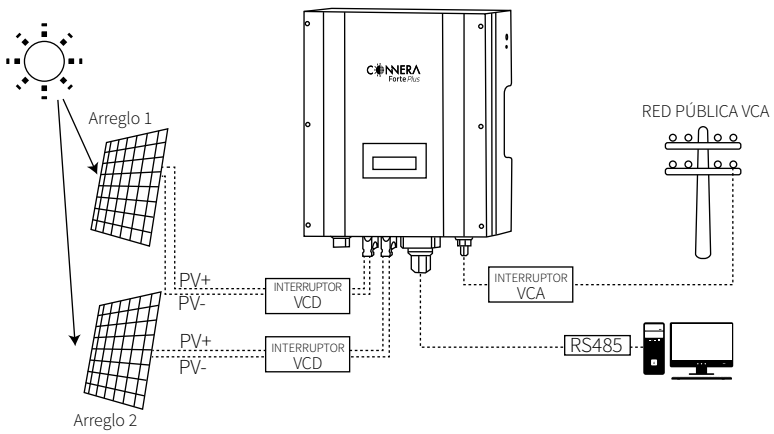 CONNERA
Forte Plus
Arreglo 1
RED PÚBLICA VCA
PV+
PV-
INTERRUPTOR
VCD
INTERRUPTOR
VCA
PV+
PV-
INTERRUPTOR
VCD
RS485
Arreglo 2